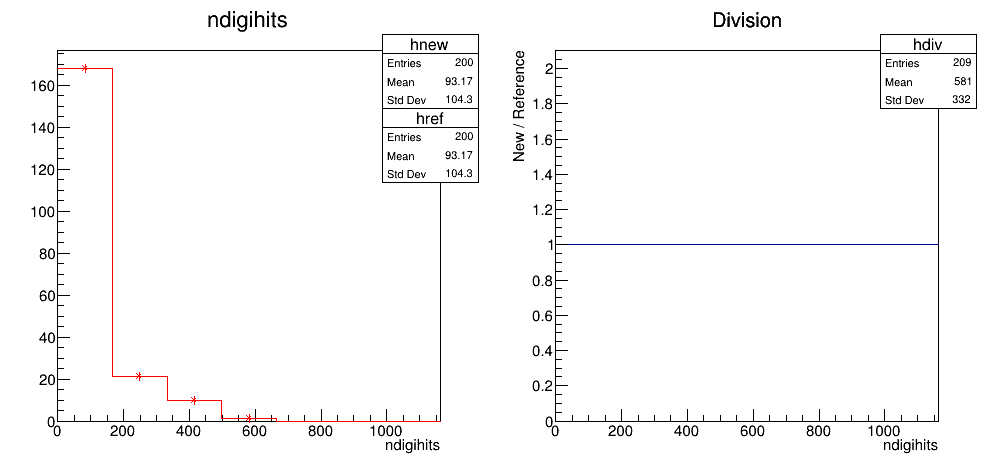 ndigihits
hnew
Entries 200
Mean 93.17
Std Dev 104.3
href
Entries 200
Mean 93.17
Std Dev 104.3
160
140
120
100
80
60
40
20
0
0 200 400 600 800 1000
ndigihits
Division
hdiv
Entries 209
Mean 581
Std Dev 332
New / Reference
2
1.8
1.6
1.4
1.2
1
0.8
0.6
0.4
0.2
0
0 200 400 600 800 1000
ndigihits